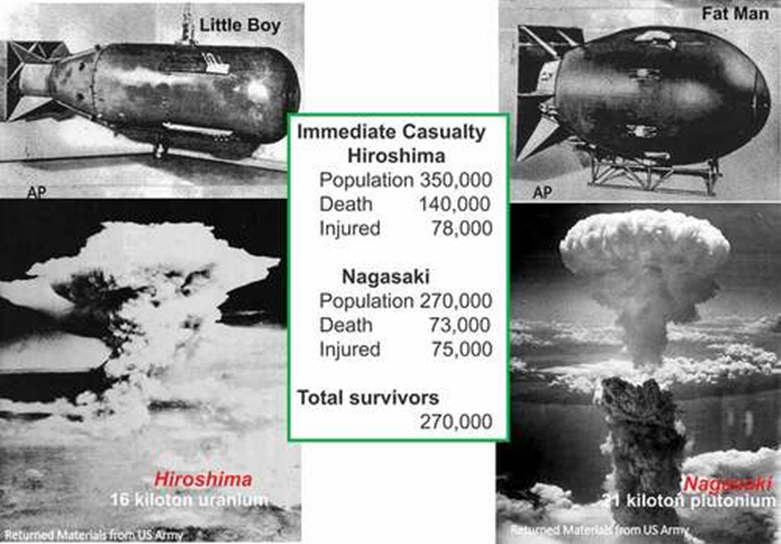 Little Boy
AP
Hiroshima
16 kiloton uranium
Returned Materials from US Army
Immediate Casualty
Hiroshima
Population 350,000
Death 140,000
Injured 78,000
Nagasaki
Population 270,000
Death 73,000
Injured 75,000
Total survivors
270,000
Fat Man
AP
Nagasaki
21 kiloton plutonium
Returned Materials from US Army